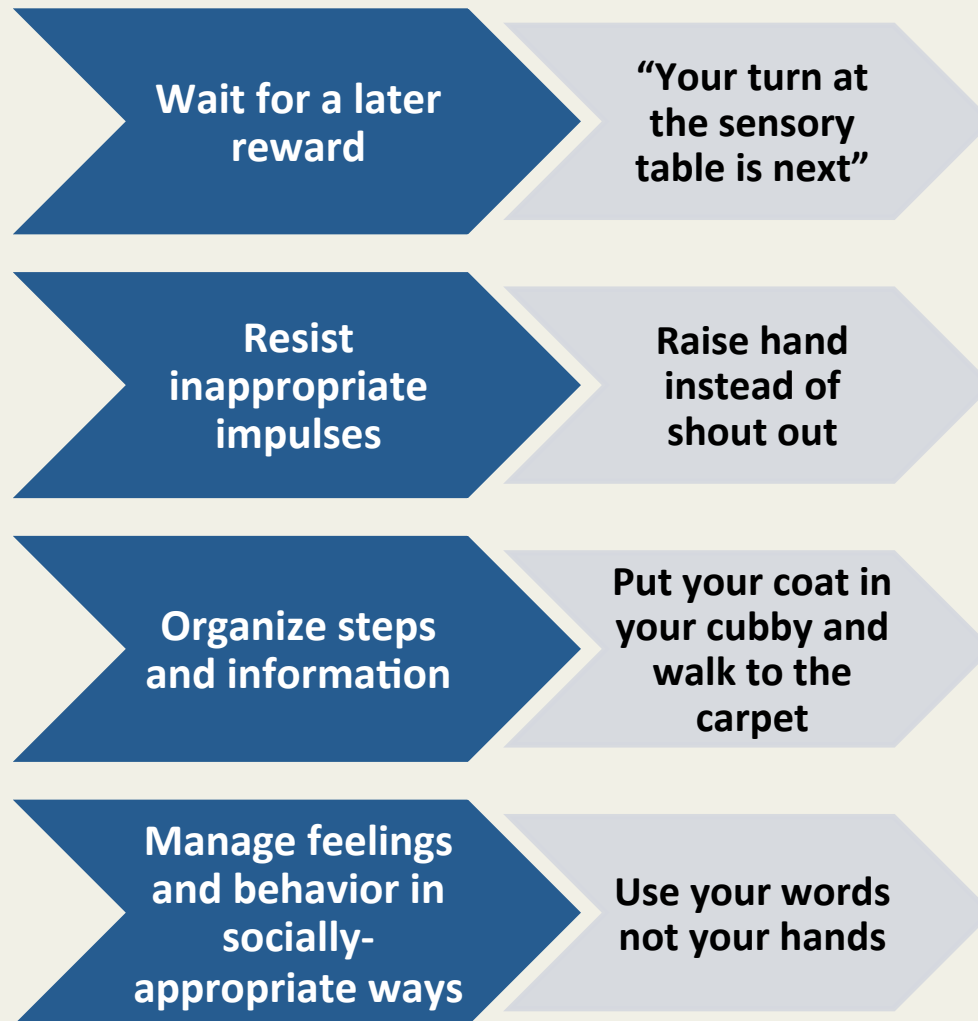 Wait for a later
reward
“Your turn at
the sensory
table is next”
Resist
inappropriate
impulses
Raise hand
instead of
shout out
Organize steps
and information
Put your coat in
your cubby and
walk to the
carpet
Manage feelings
and behavior in
socially-
appropriate ways
Use your words
not your hands